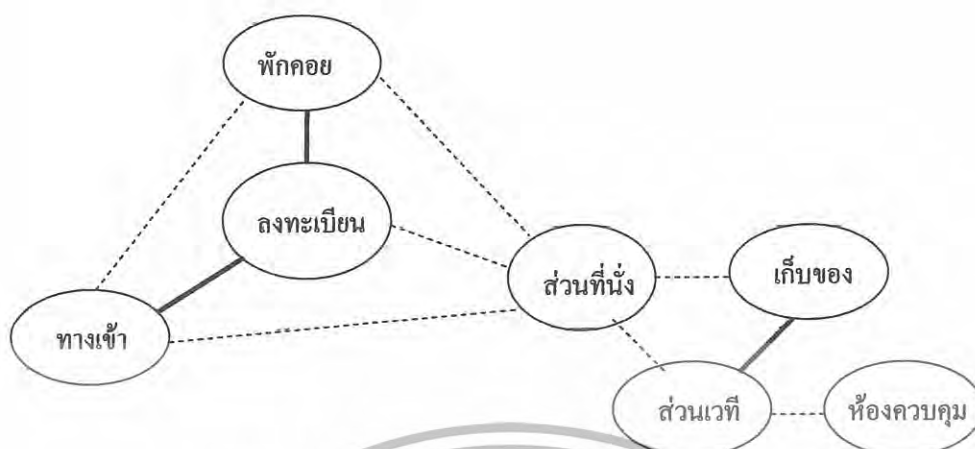 พักคอย
ลงทะเบียน
ส่วนที่นั่ง
เก็บของ
ทางเข้า
ส่วนเวที
ห้องควบคุม